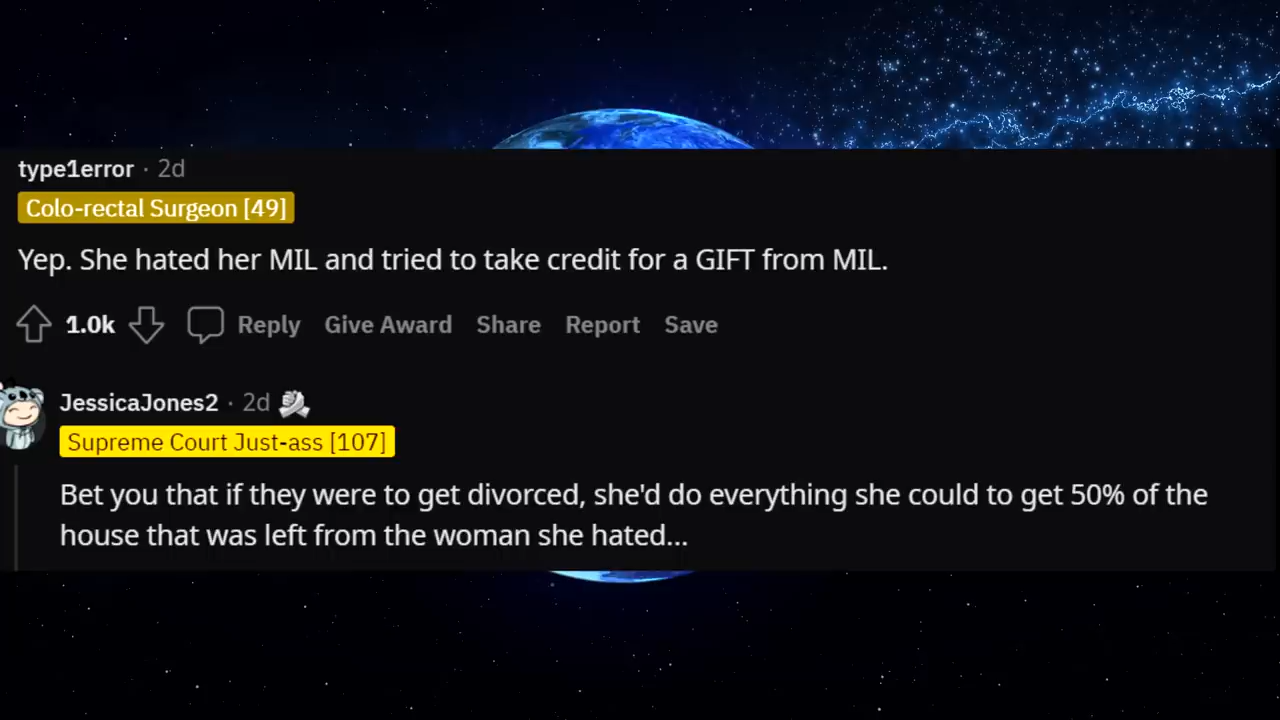 type1error · 2d
Colo-rectal Surgeon [49]
Yep. She hated her MIL and tried to take credit for a GIFT from MIL.
1.0k Reply Give Award Share Report Save
JessicaJones2 · 2d
Supreme Court Just-ass [107]
Bet you that if they were to get divorced, she'd do everything she could to get 50% of the
house that was left from the woman she hated...